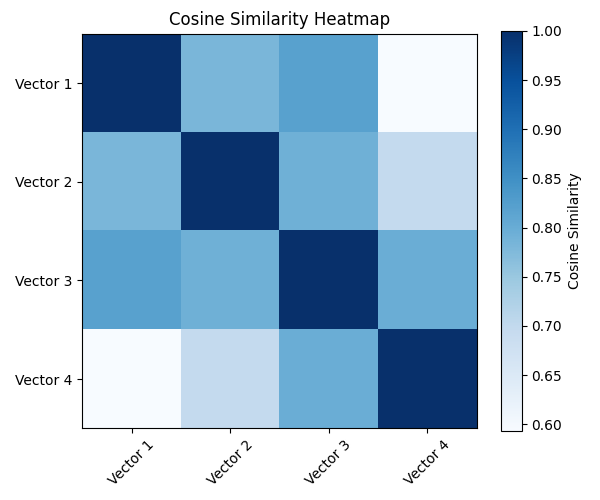 Cosine Similarity Heatmap
Vector 1
Vector 2
Vector 3
Vector 4
Vector 1
Vector 2
Vector 3
Vector 4
1.00
0.95
0.90
0.85
0.80
0.75
0.70
0.65
0.60
Cosine Similarity